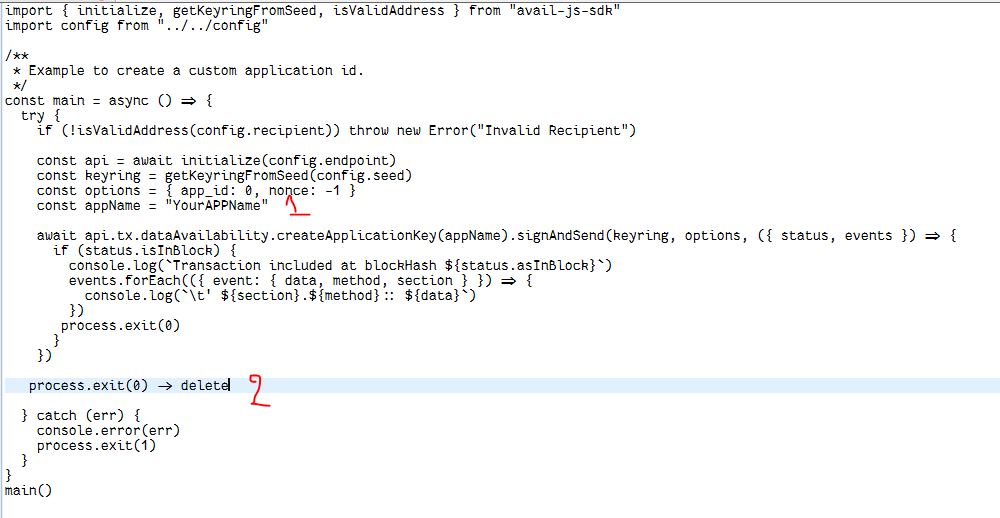 import { initialize, getKeyringFromSeed, isValidAddress } from "avail-js-sdk"
import config from "../../config"
/**
 * Example to create a custom application id.
 */
const main = async () => {
  try {
    if (!isValidAddress(config.recipient)) throw new Error("Invalid Recipient")
    const api = await initialize(config.endpoint)
    const keyring = getKeyringFromSeed(config.seed)
    const options = { app_id: 0, nonce: -1 }
    const appName = "YourAPPName" 1
    await api.tx.dataAvailability.createApplicationKey(appName).signAndSend(keyring, options, ({ status, events }) => {
      if (status.isInBlock) {
        console.log(`Transaction included at blockHash ${status.asInBlock}`)
        events.forEach(({ event: { data, method, section } }) => {
          console.log(`\t' ${section}.${method}:: ${data}`)
        })
       process.exit(0)
      }
    })
   process.exit(0) -> delete 2
  } catch (err) {
    console.error(err)
    process.exit(1)
  }
}
main()